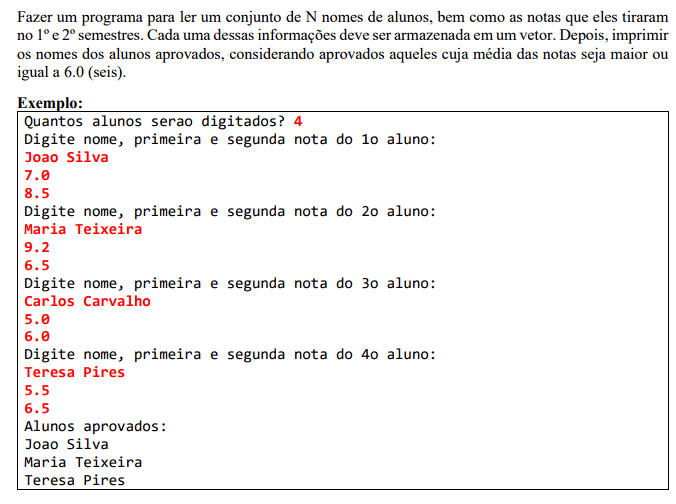 Fazer um programa para ler um conjunto de N nomes de alunos, bem como as notas que eles tiraram
no 1º e 2º semestres. Cada uma dessas informações deve ser armazenada em um vetor. Depois, imprimir
os nomes dos alunos aprovados, considerando aprovados aqueles cuja média das notas seja maior ou
igual a 6.0 (seis).
Exemplo:
Quantos alunos serao digitados? 4
Digite nome, primeira e segunda nota do 1o aluno:
Joao Silva
7.0
8.5
Digite nome, primeira e segunda nota do 2o aluno:
Maria Teixeira
9.2
6.5
Digite nome, primeira e segunda nota do 3o aluno:
Carlos Carvalho
5.0
6.0
Digite nome, primeira e segunda nota do 4o aluno:
Teresa Pires
5.5
6.5
Alunos aprovados:
Joao Silva
Maria Teixeira
Teresa Pires